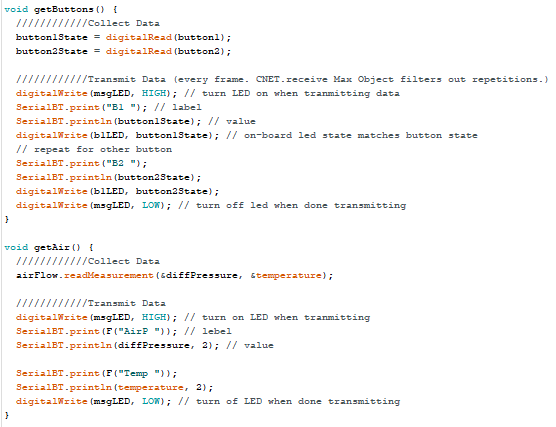 void getButtons() {
////////////Collect Data
button1State = digitalRead(button1);
button2State = digitalRead(button2);
////////////Transmit Data (every frame. CNET.receive Max Object filters out repetitions.)
digitalWrite(msgLED, HIGH); // turn LED on when tranmitting data
SerialBT.print("B1 "); // label
SerialBT.println(button1State); // value
digitalWrite(b1LED, button1State); // on-board led state matches button state
// repeat for other button
SerialBT.print("B2 ");
SerialBT.println(button2State);
digitalWrite(b1LED, button2State);
digitalWrite(msgLED, LOW); // turn off led when done transmitting
}
void getAir() {
////////////Collect Data
airFlow.readMeasurement(&diffPressure, &temperature);
////////////Transmit Data
digitalWrite(msgLED, HIGH); // turn on LED when tranmitting
SerialBT.print(F("AirP ")); // lebel
SerialBT.println(diffPressure, 2); // value
SerialBT.print(F("Temp "));
SerialBT.println(temperature, 2);
digitalWrite(msgLED, LOW); // turn of LED when done transmitting
}